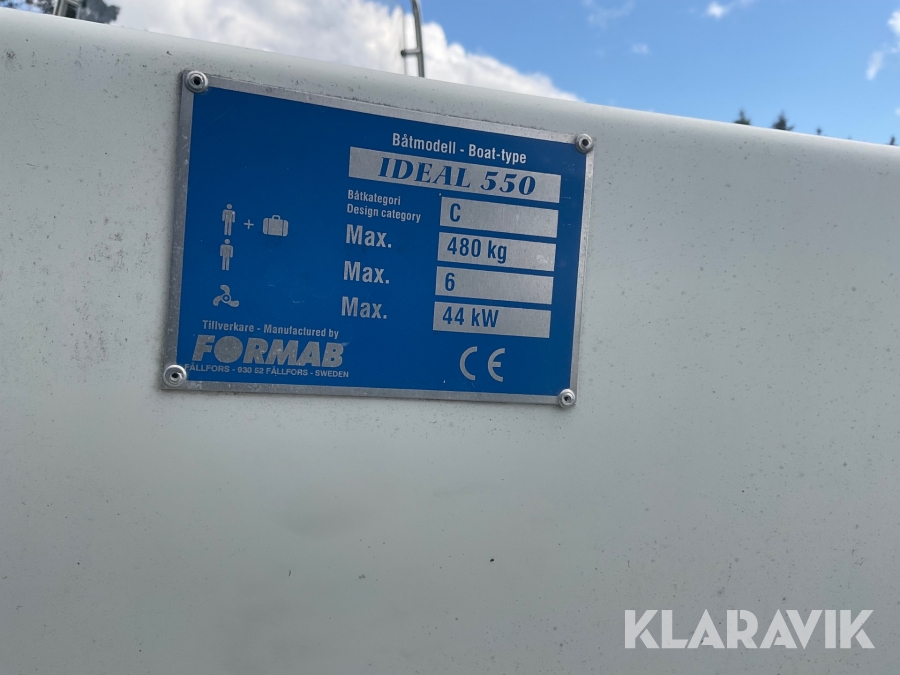 Båtmodell - Boat-type
IDEAL 550
Båtkategori
Design category C
Max. 480 kg
Max. 6
Max. 44 kW
Tillverkare - Manufactured by
FORMAB
FÄLLFORS - 930 52 FÄLLFORS - SWEDEN
CE
KLARAVIK